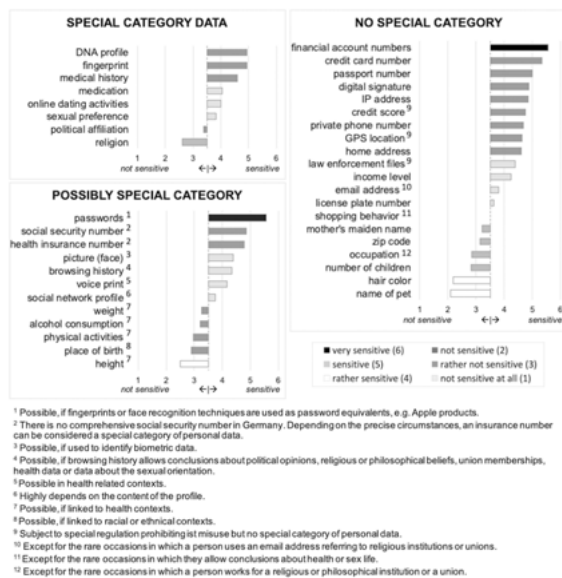 SPECIAL CATEGORY DATA
DNA profile
fingerprint
medical history
medication
online dating activities
sexual preference
political affiliation
religion
1 2 3 4 5 6
not sensitive ←|→ sensitive
POSSIBLY SPECIAL CATEGORY
passwords 1
social security number 2
health insurance number 2
picture (face) 3
browsing history 4
voice print 5
social network profile 6
weight 7
alcohol consumption 7
physical activities 7
place of birth 8
height 7
1 2 3 4 5 6
not sensitive ←|→ sensitive
NO SPECIAL CATEGORY
financial account numbers
credit card number
passport number
digital signature
IP address
credit score 9
private phone number
GPS location 9
home address
law enforcement files 9
income level
email address 10
license plate number
shopping behavior 11
mother's maiden name
zip code
occupation 12
number of children
hair color
name of pet
1 2 3 4 5 6
not sensitive ←|→ sensitive
very sensitive (6)
not sensitive (2)
sensitive (5)
rather not sensitive (3)
rather sensitive (4)
not sensitive at all (1)
1 Possible, if fingerprints or face recognition techniques are used as password equivalents, e.g. Apple products.
2 There is no comprehensive social security number in Germany. Depending on the precise circumstances, an insurance number
can be considered a special category of personal data.
3 Possible, if used to identify biometric data.
4 Possible, if browsing history allows conclusions about political opinions, religious or philosophical beliefs, union memberships,
health data or data about the sexual orientation.
5 Possible in health related contexts.
6 Highly depends on the content of the profile.
7 Possible, if linked to health contexts.
8 Possible, if linked to racial or ethnical contexts.
9 Subject to special regulation prohibiting ist misuse but no special category of personal data.
10 Except for the rare occasions in which a person uses an email address referring to religious institutions or unions.
11 Except for the rare occasions in which they allow conclusions about health or sex life.
12 Except for the rare occasions in which a person works for a religious or philosophical institution or a union.